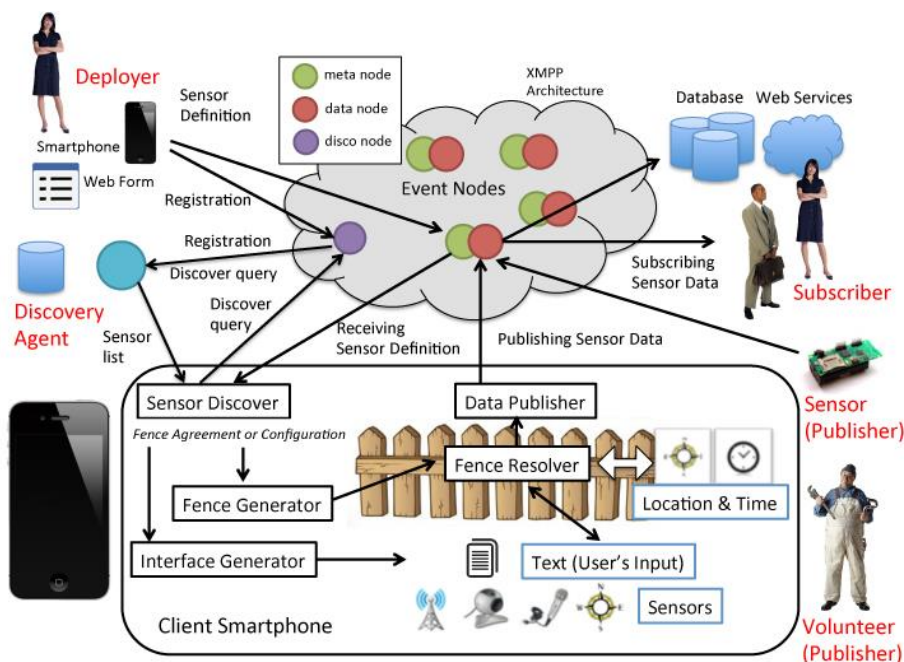 Deployer
Sensor
Definition
meta node
data node
disco node
XMPP
Architecture
Database
Web Services
Smartphone
Web Form
Event Nodes
Registration
Registration
Discover query
Discover
query
Subscribing
Sensor Data
Subscriber
Discovery
Agent
Sensor
list
Receiving
Sensor Definition
Publishing Sensor Data
Sensor Discover
Data Publisher
Sensor
(Publisher)
Fence Agreement or Configuration
Fence Resolver
Fence Generator
Location & Time
Interface Generator
Text (User's Input)
Sensors
Client Smartphone
Volunteer
(Publisher)